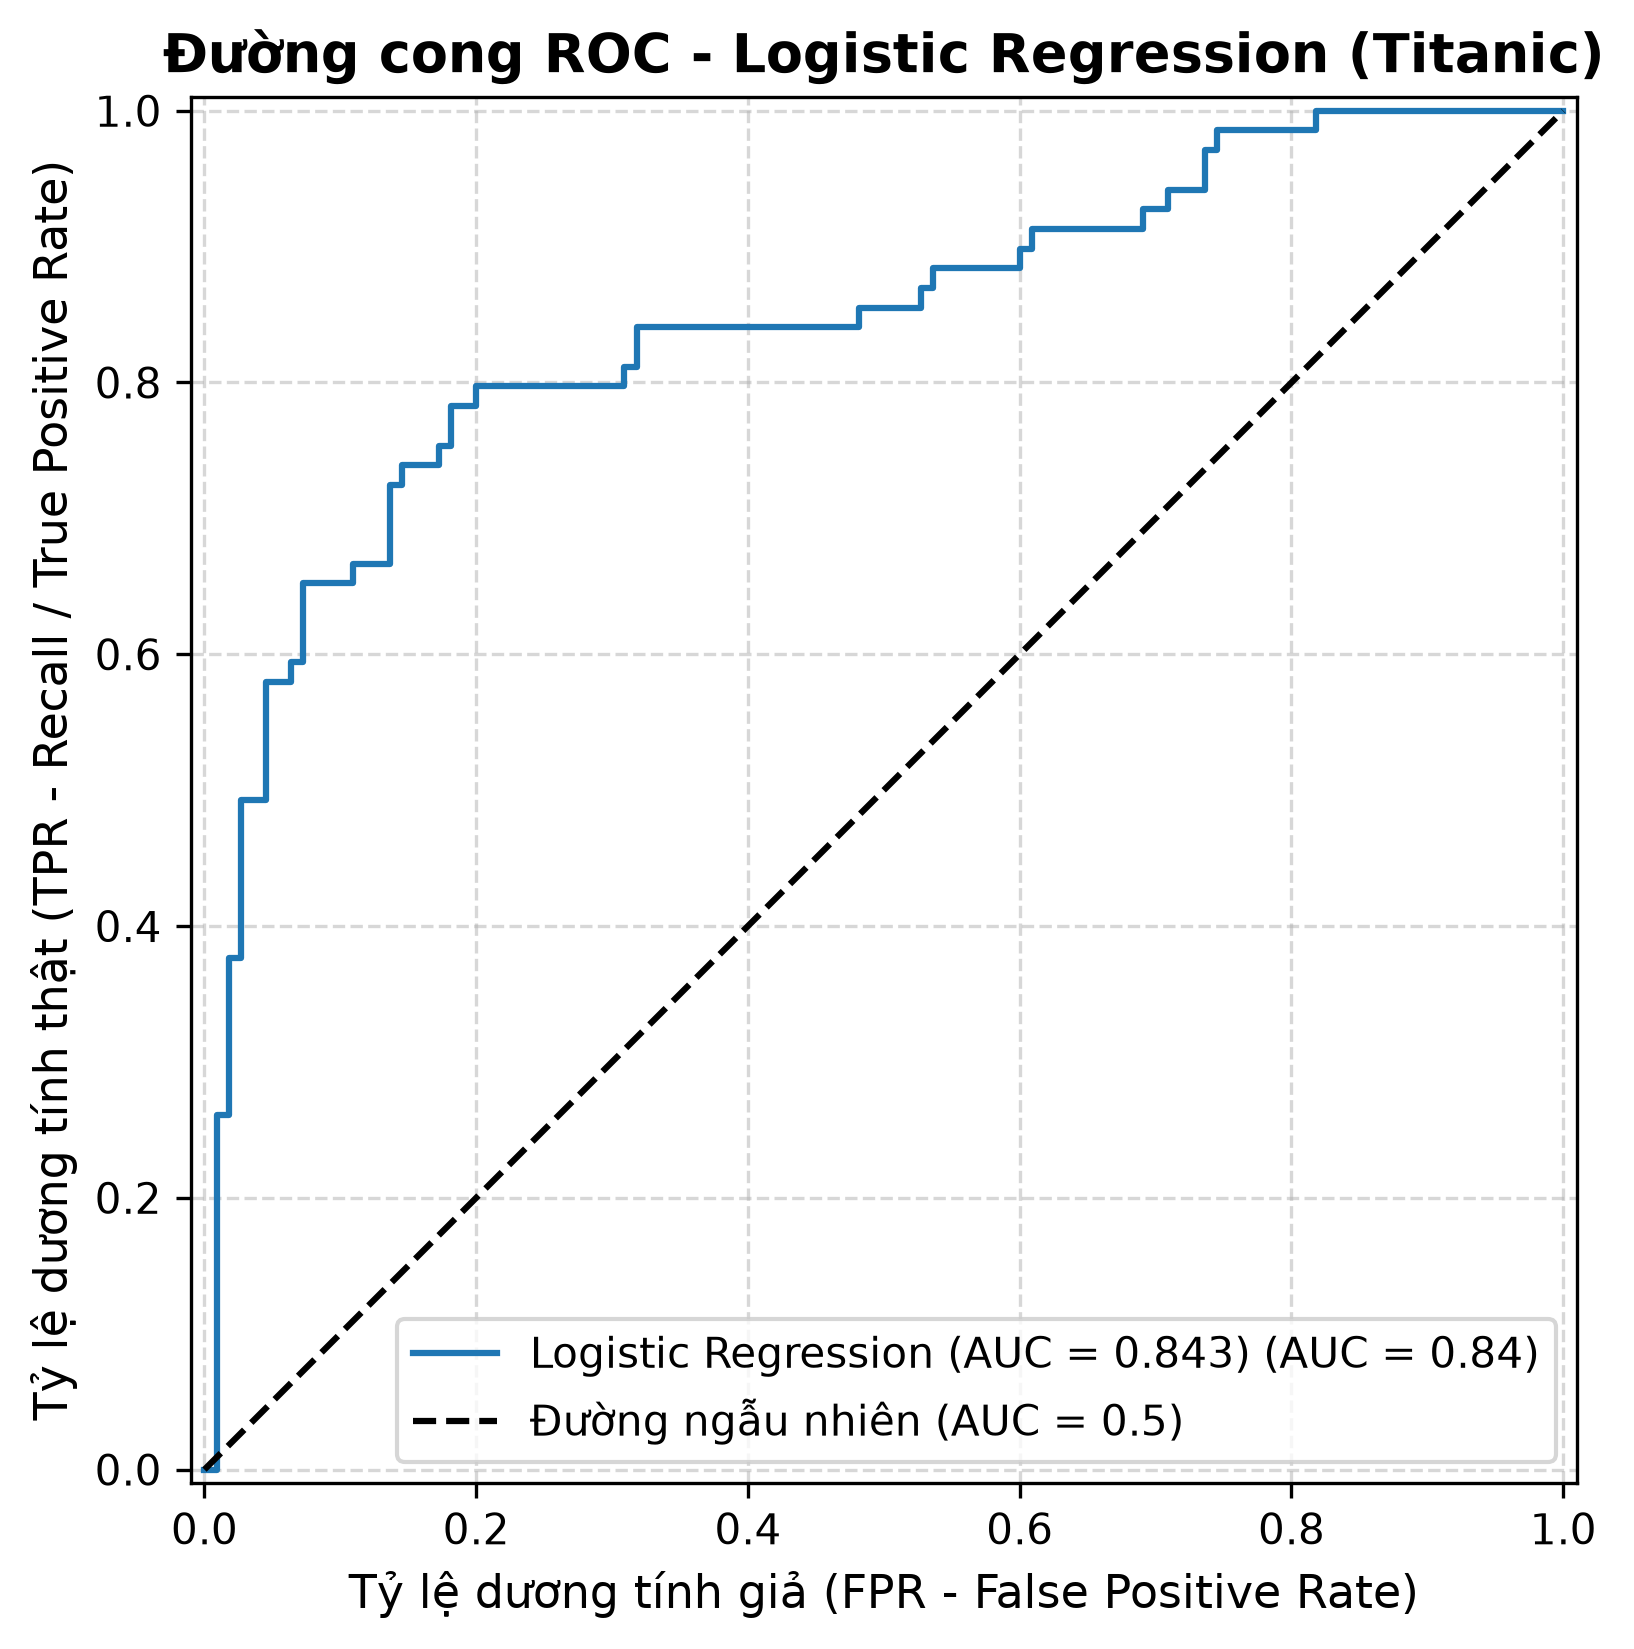 Đường cong ROC - Logistic Regression (Titanic)
Tỷ lệ dương tính thật (TPR - Recall / True Positive Rate)
1.0
0.8
0.6
0.4
0.2
0.0
Logistic Regression (AUC = 0.843) (AUC = 0.84)
Đường ngẫu nhiên (AUC = 0.5)
0.0 0.2 0.4 0.6 0.8 1.0
Tỷ lệ dương tính giả (FPR - False Positive Rate)